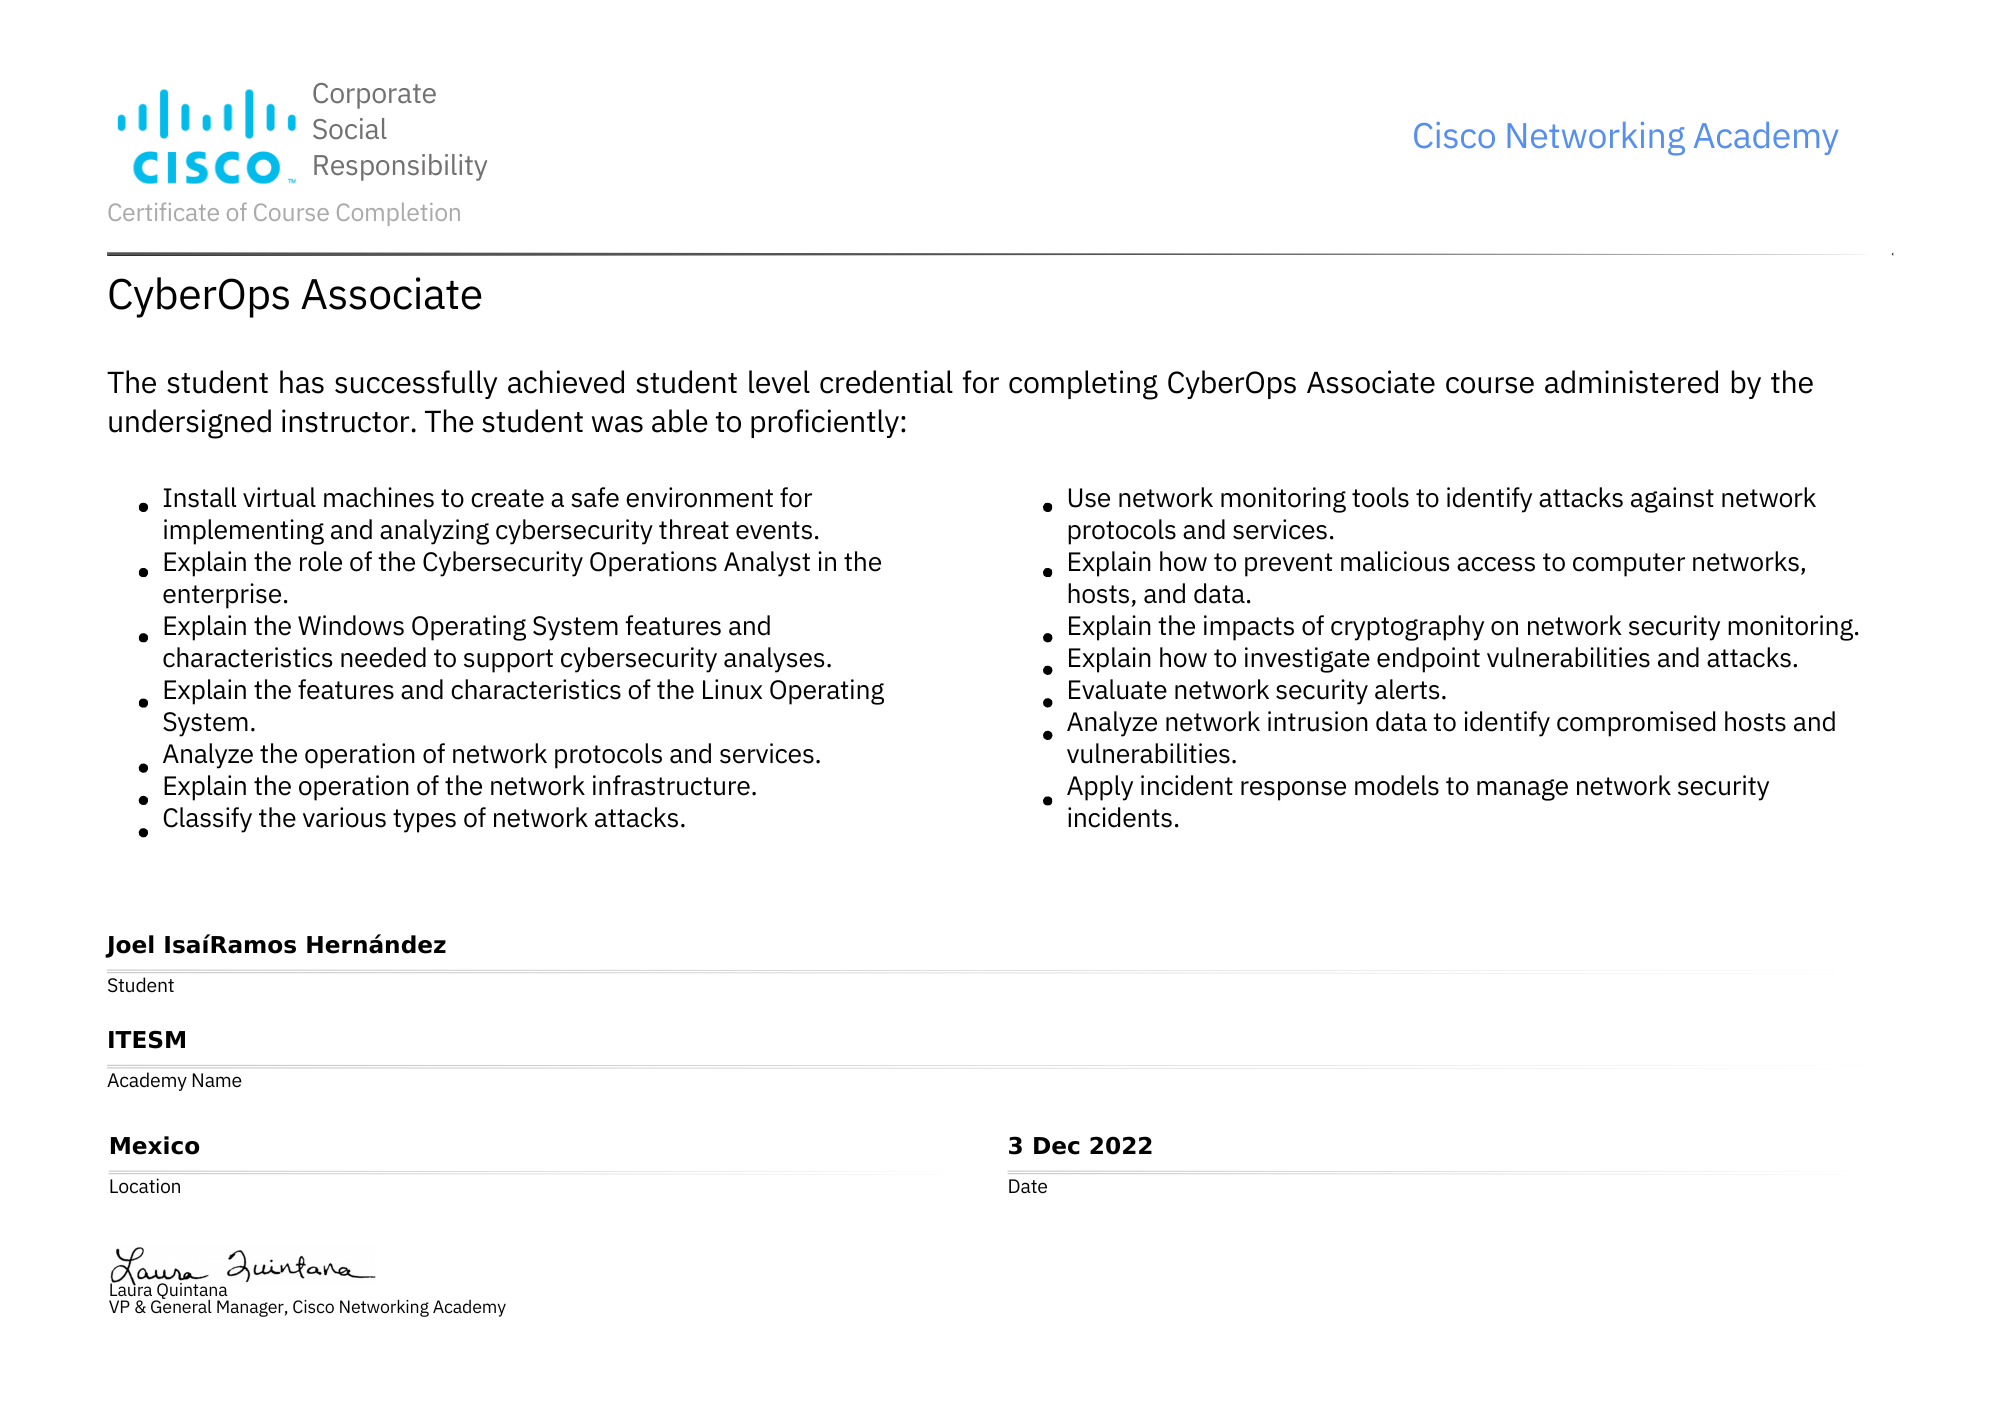 Corporate
Social
Responsibility
CISCO™
Cisco Networking Academy
Certificate of Course Completion
CyberOps Associate
The student has successfully achieved student level credential for completing CyberOps Associate course administered by the
undersigned instructor. The student was able to proficiently:
• Install virtual machines to create a safe environment for
implementing and analyzing cybersecurity threat events.
• Explain the role of the Cybersecurity Operations Analyst in the
enterprise.
• Explain the Windows Operating System features and
characteristics needed to support cybersecurity analyses.
• Explain the features and characteristics of the Linux Operating
System.
• Analyze the operation of network protocols and services.
• Explain the operation of the network infrastructure.
• Classify the various types of network attacks.
• Use network monitoring tools to identify attacks against network
protocols and services.
• Explain how to prevent malicious access to computer networks,
hosts, and data.
• Explain the impacts of cryptography on network security monitoring.
• Explain how to investigate endpoint vulnerabilities and attacks.
• Evaluate network security alerts.
• Analyze network intrusion data to identify compromised hosts and
vulnerabilities.
• Apply incident response models to manage network security
incidents.
Joel IsaíRamos Hernández
Student
ITESM
Academy Name
Mexico
Location
3 Dec 2022
Date
Laura Quintana
Laura Quintana
VP & General Manager, Cisco Networking Academy